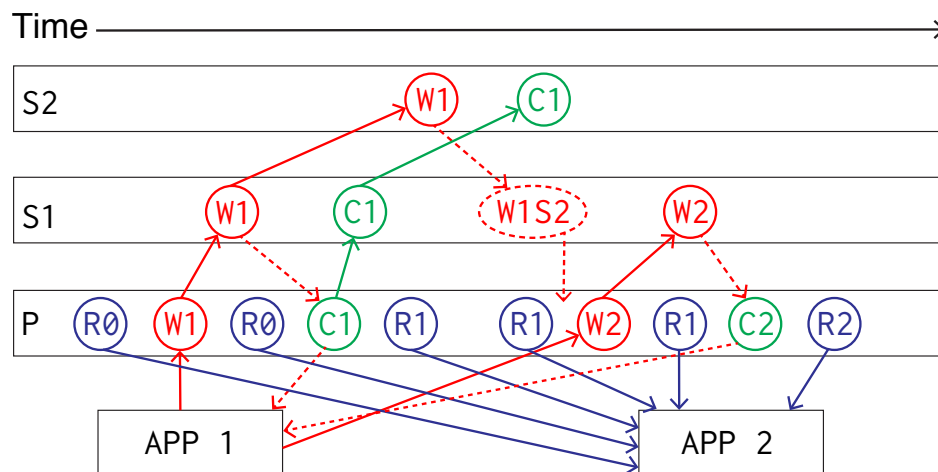 Time
S2 W1 C1
S1 W1 C1 W1S2 W2
P R0 W1 R0 C1 R1 R1 W2 R1 C2 R2
APP 1 APP 2